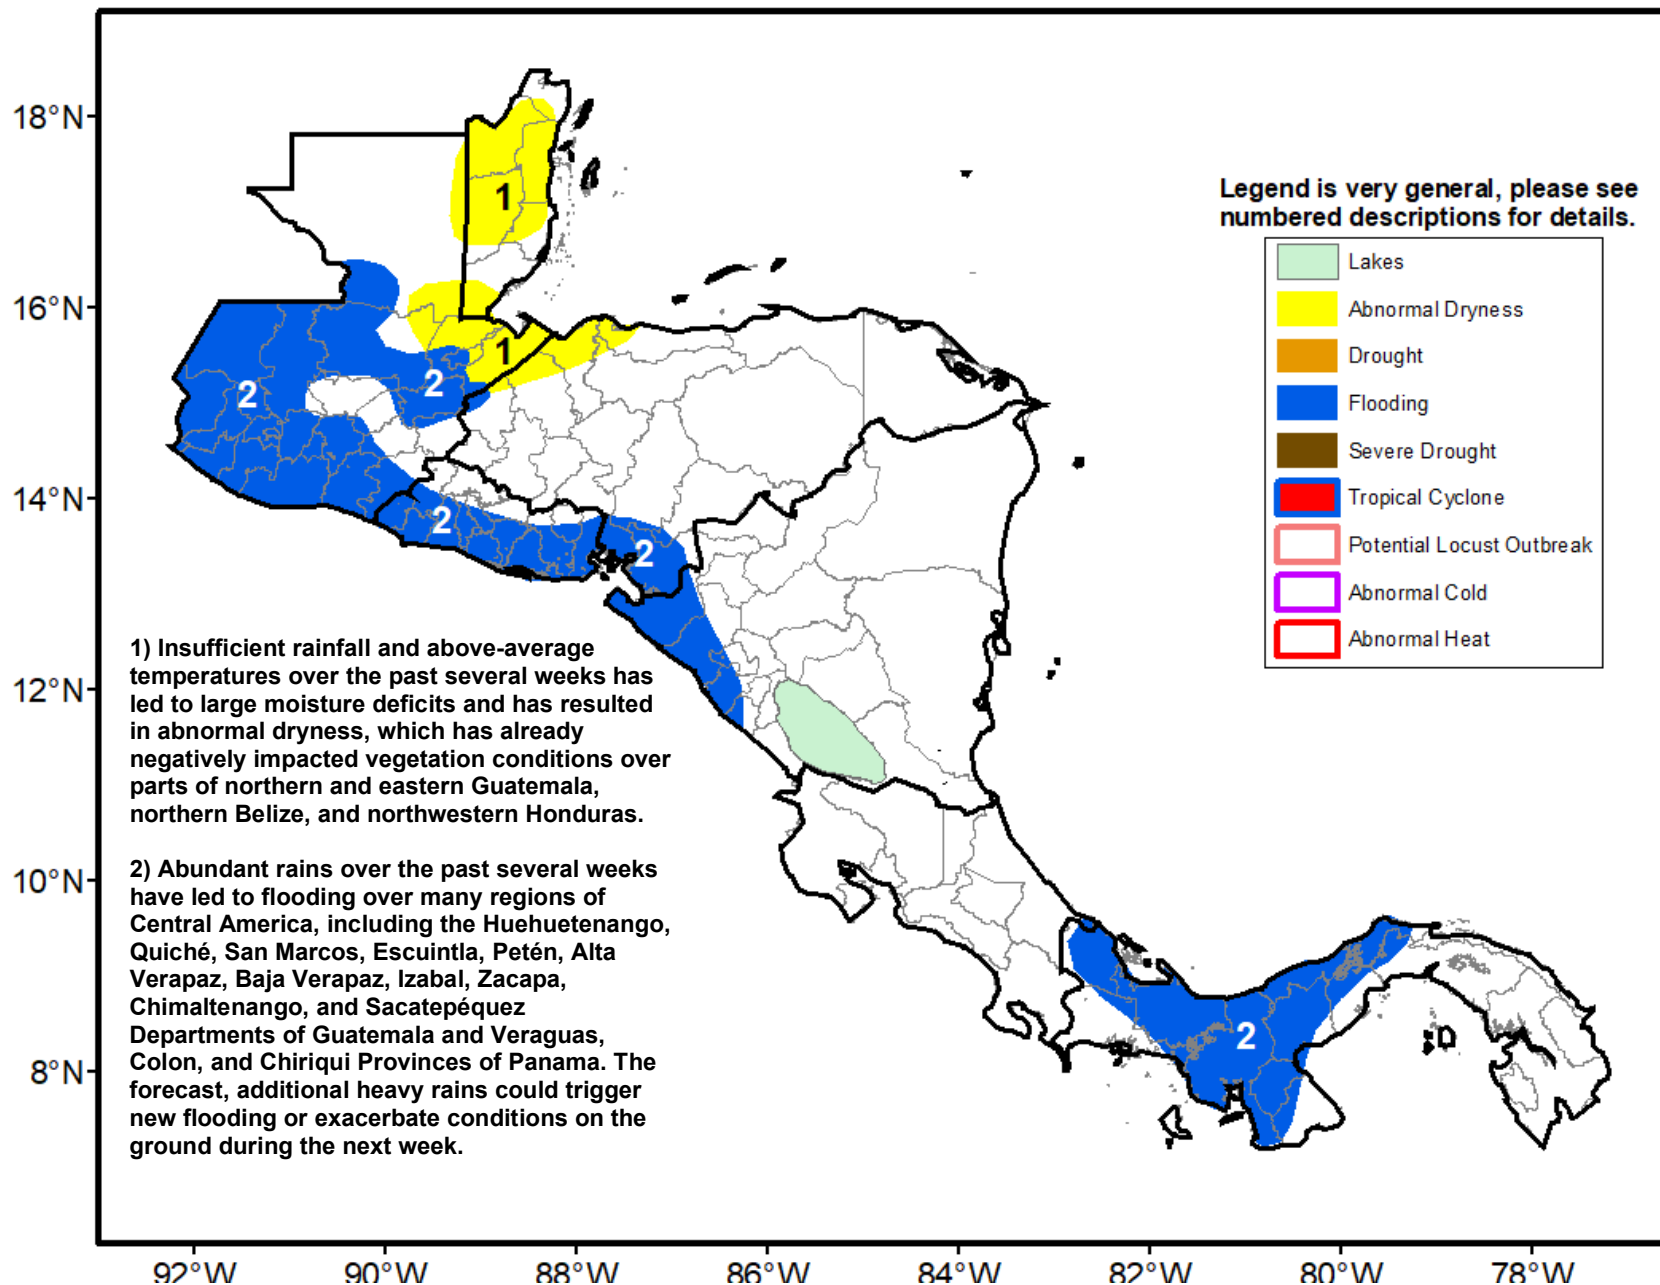 18°N
16°N
14°N
12°N
10°N
8°N
1
1
2
2
2
2
2
Legend is very general, please see
numbered descriptions for details.
Lakes
Abnormal Dryness
Drought
Flooding
Severe Drought
Tropical Cyclone
Potential Locust Outbreak
Abnormal Cold
Abnormal Heat
1) Insufficient rainfall and above-average
temperatures over the past several weeks has
led to large moisture deficits and has resulted
in abnormal dryness, which has already
negatively impacted vegetation conditions over
parts of northern and eastern Guatemala,
northern Belize, and northwestern Honduras.
2) Abundant rains over the past several weeks
have led to flooding over many regions of
Central America, including the Huehuetenango,
Quiché, San Marcos, Escuintla, Petén, Alta
Verapaz, Baja Verapaz, Izabal, Zacapa,
Chimaltenango, and Sacatepéquez
Departments of Guatemala and Veraguas,
Colon, and Chiriqui Provinces of Panama. The
forecast, additional heavy rains could trigger
new flooding or exacerbate conditions on the
ground during the next week.
92°W 90°W 88°W 86°W 84°W 82°W 80°W 78°W